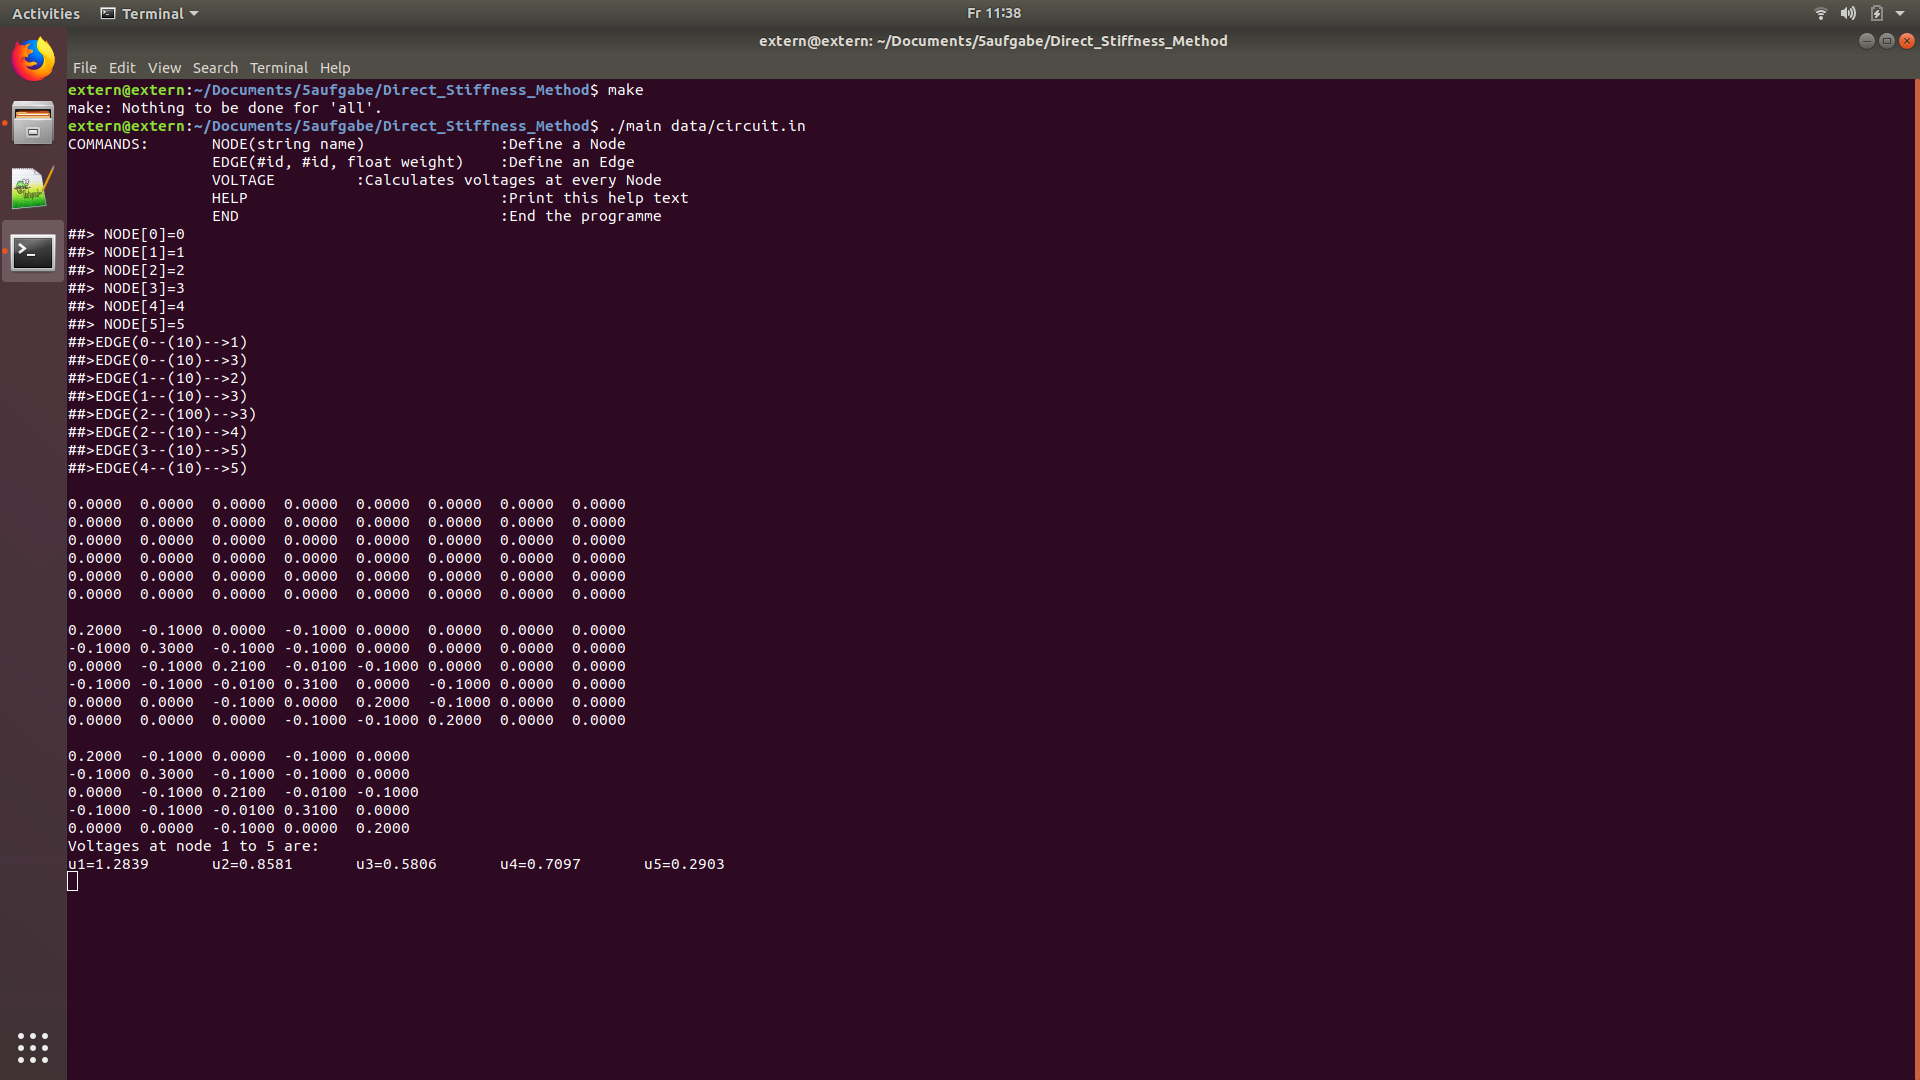 Activities Terminal Fr 11:38
extern@extern: ~/Documents/5aufgabe/Direct_Stiffness_Method
File Edit View Search Terminal Help
extern@extern:~/Documents/5aufgabe/Direct_Stiffness_Method$ make
make: Nothing to be done for 'all'.
extern@extern:~/Documents/5aufgabe/Direct_Stiffness_Method$ ./main data/circuit.in
COMMANDS:       NODE(string name)               :Define a Node
                EDGE(#id, #id, float weight)    :Define an Edge
                VOLTAGE         :Calculates voltages at every Node
                HELP                            :Print this help text
                END                             :End the programme
##> NODE[0]=0
##> NODE[1]=1
##> NODE[2]=2
##> NODE[3]=3
##> NODE[4]=4
##> NODE[5]=5
##>EDGE(0--(10)-->1)
##>EDGE(0--(10)-->3)
##>EDGE(1--(10)-->2)
##>EDGE(1--(10)-->3)
##>EDGE(2--(100)-->3)
##>EDGE(2--(10)-->4)
##>EDGE(3--(10)-->5)
##>EDGE(4--(10)-->5)

0.0000  0.0000  0.0000  0.0000  0.0000  0.0000  0.0000  0.0000
0.0000  0.0000  0.0000  0.0000  0.0000  0.0000  0.0000  0.0000
0.0000  0.0000  0.0000  0.0000  0.0000  0.0000  0.0000  0.0000
0.0000  0.0000  0.0000  0.0000  0.0000  0.0000  0.0000  0.0000
0.0000  0.0000  0.0000  0.0000  0.0000  0.0000  0.0000  0.0000
0.0000  0.0000  0.0000  0.0000  0.0000  0.0000  0.0000  0.0000

0.2000  -0.1000 0.0000  -0.1000 0.0000  0.0000  0.0000  0.0000
-0.1000 0.3000  -0.1000 -0.1000 0.0000  0.0000  0.0000  0.0000
0.0000  -0.1000 0.2100  -0.0100 -0.1000 0.0000  0.0000  0.0000
-0.1000 -0.1000 -0.0100 0.3100  0.0000  -0.1000 0.0000  0.0000
0.0000  0.0000  -0.1000 0.0000  0.2000  -0.1000 0.0000  0.0000
0.0000  0.0000  0.0000  -0.1000 -0.1000 0.2000  0.0000  0.0000

0.2000  -0.1000 0.0000  -0.1000 0.0000
-0.1000 0.3000  -0.1000 -0.1000 0.0000
0.0000  -0.1000 0.2100  -0.0100 -0.1000
-0.1000 -0.1000 -0.0100 0.3100  0.0000
0.0000  0.0000  -0.1000 0.0000  0.2000
Voltages at node 1 to 5 are:
u1=1.2839       u2=0.8581       u3=0.5806       u4=0.7097       u5=0.2903